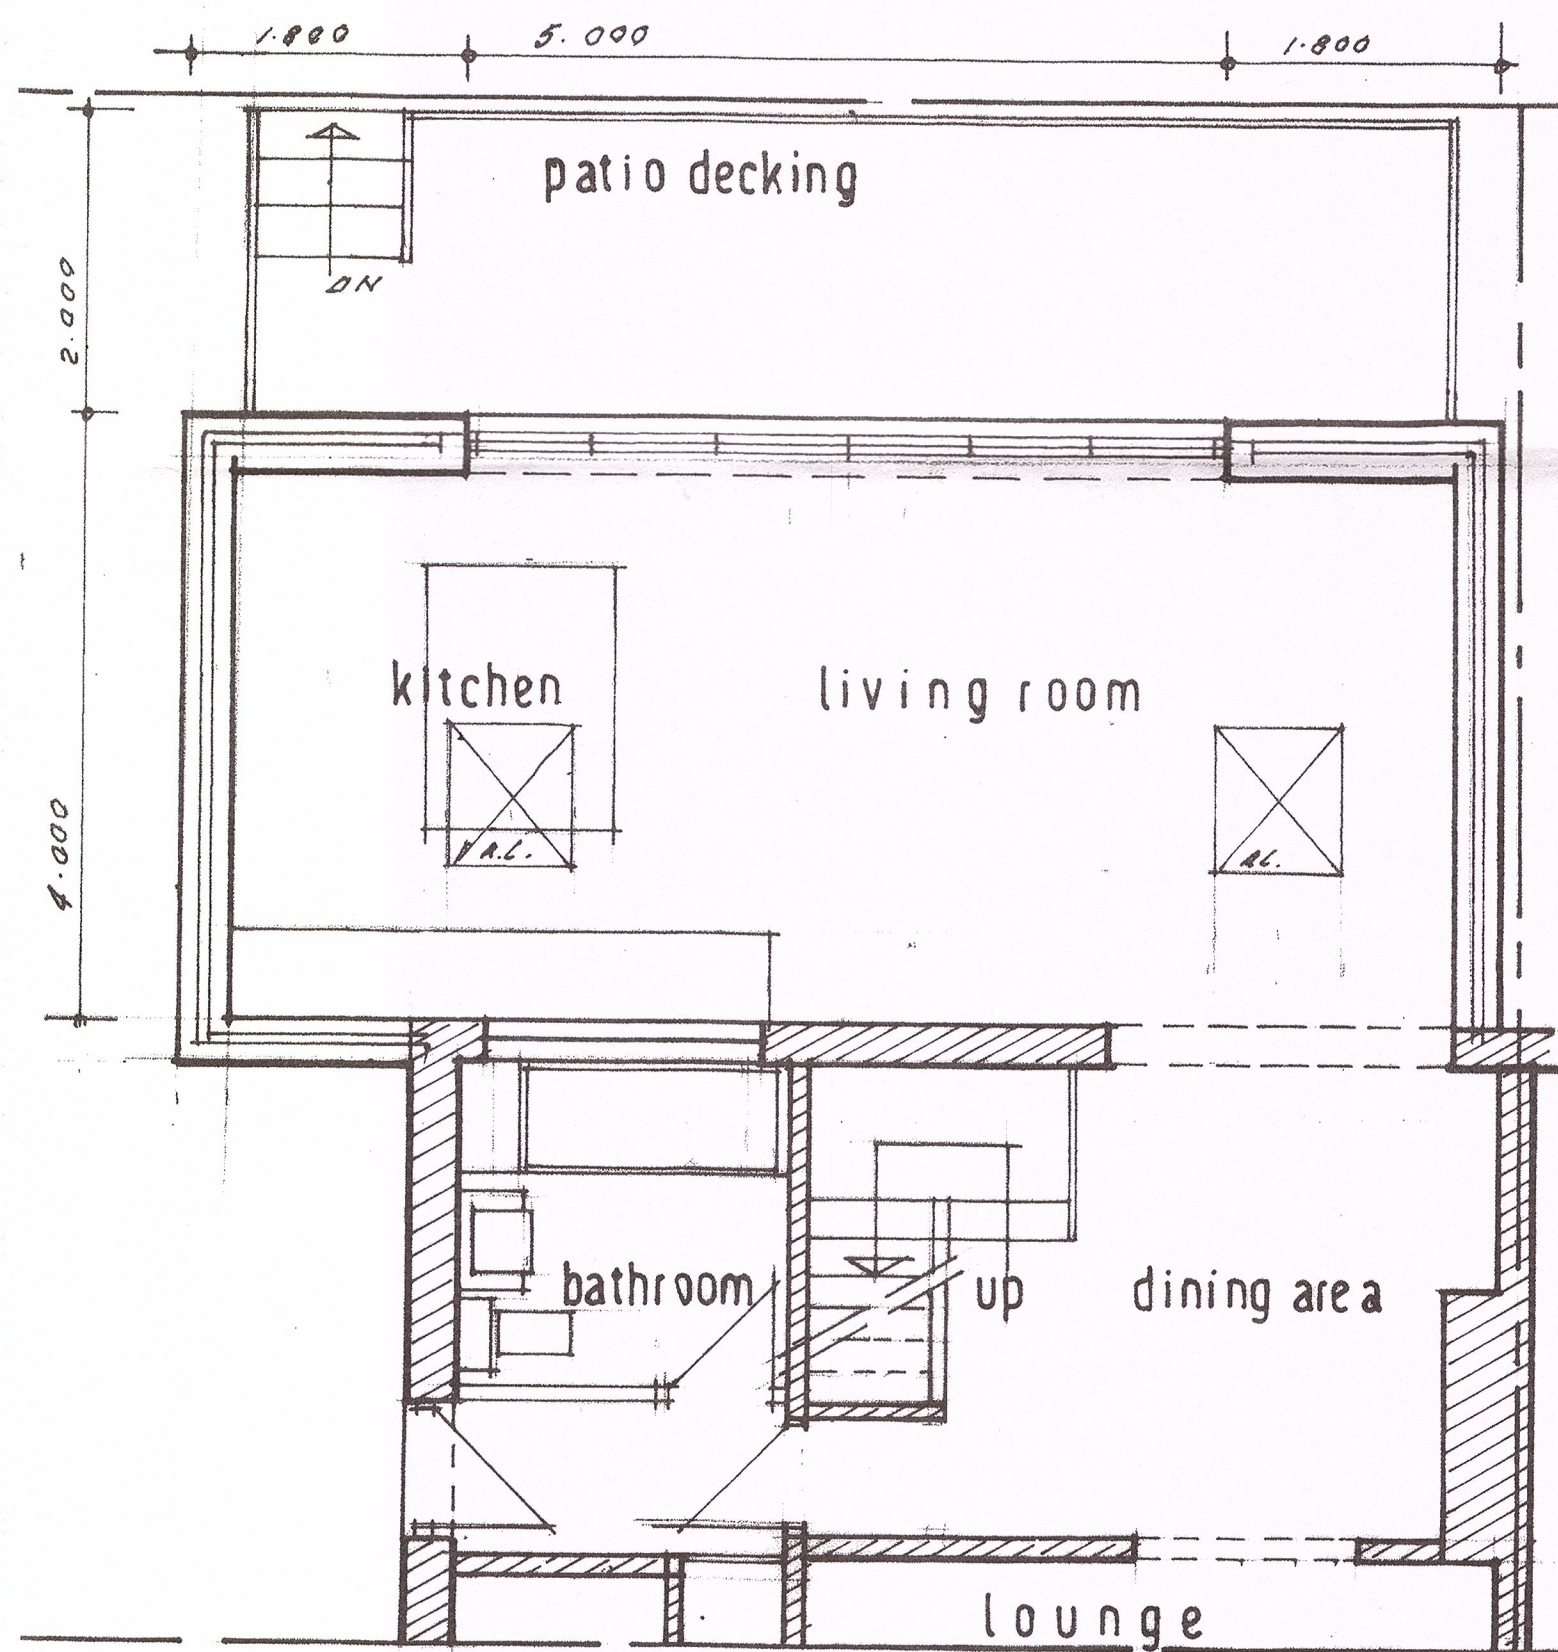 1.800 5.000 1.800
patio decking
DN
2.000
kitchen living room
R.L. RL.
4.000
bathroom up dining area
lounge